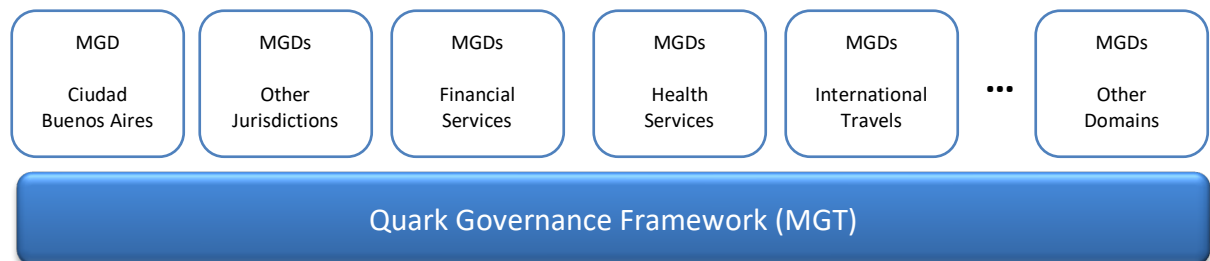 MGD
Ciudad
Buenos Aires
MGDs
Other
Jurisdictions
MGDs
Financial
Services
MGDs
Health
Services
MGDs
International
Travels
...
MGDs
Other
Domains
Quark Governance Framework (MGT)